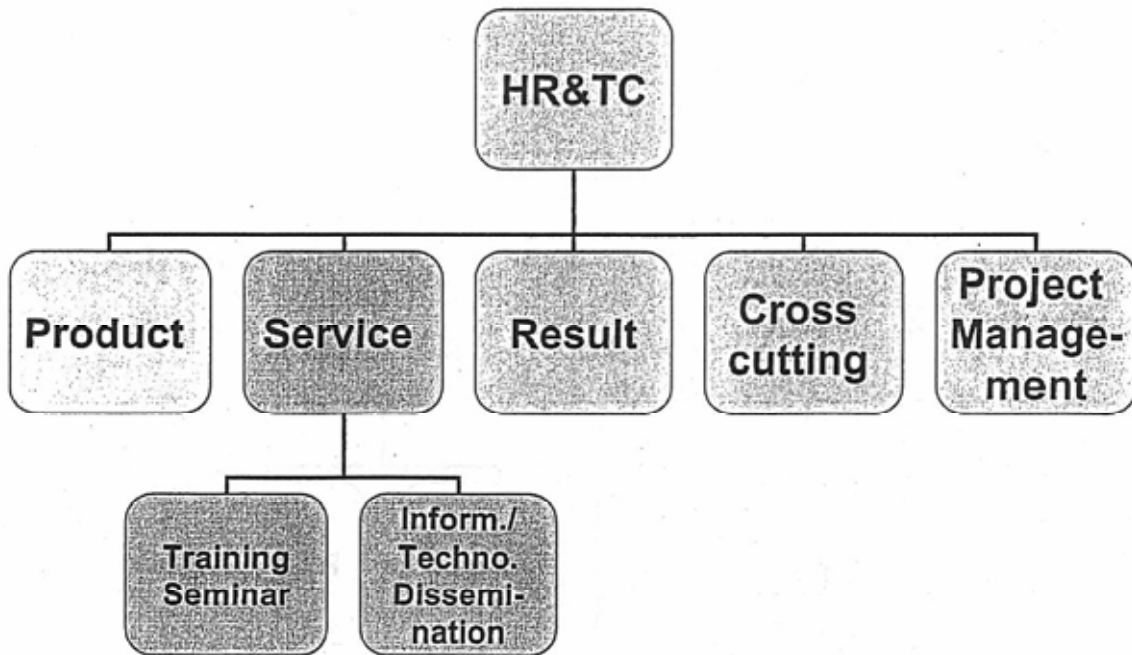 HR&TC
Product
Service
Result
Cross
cutting
Project
Manage-
ment
Training
Seminar
Inform./
Techno.
Dissemi-
nation